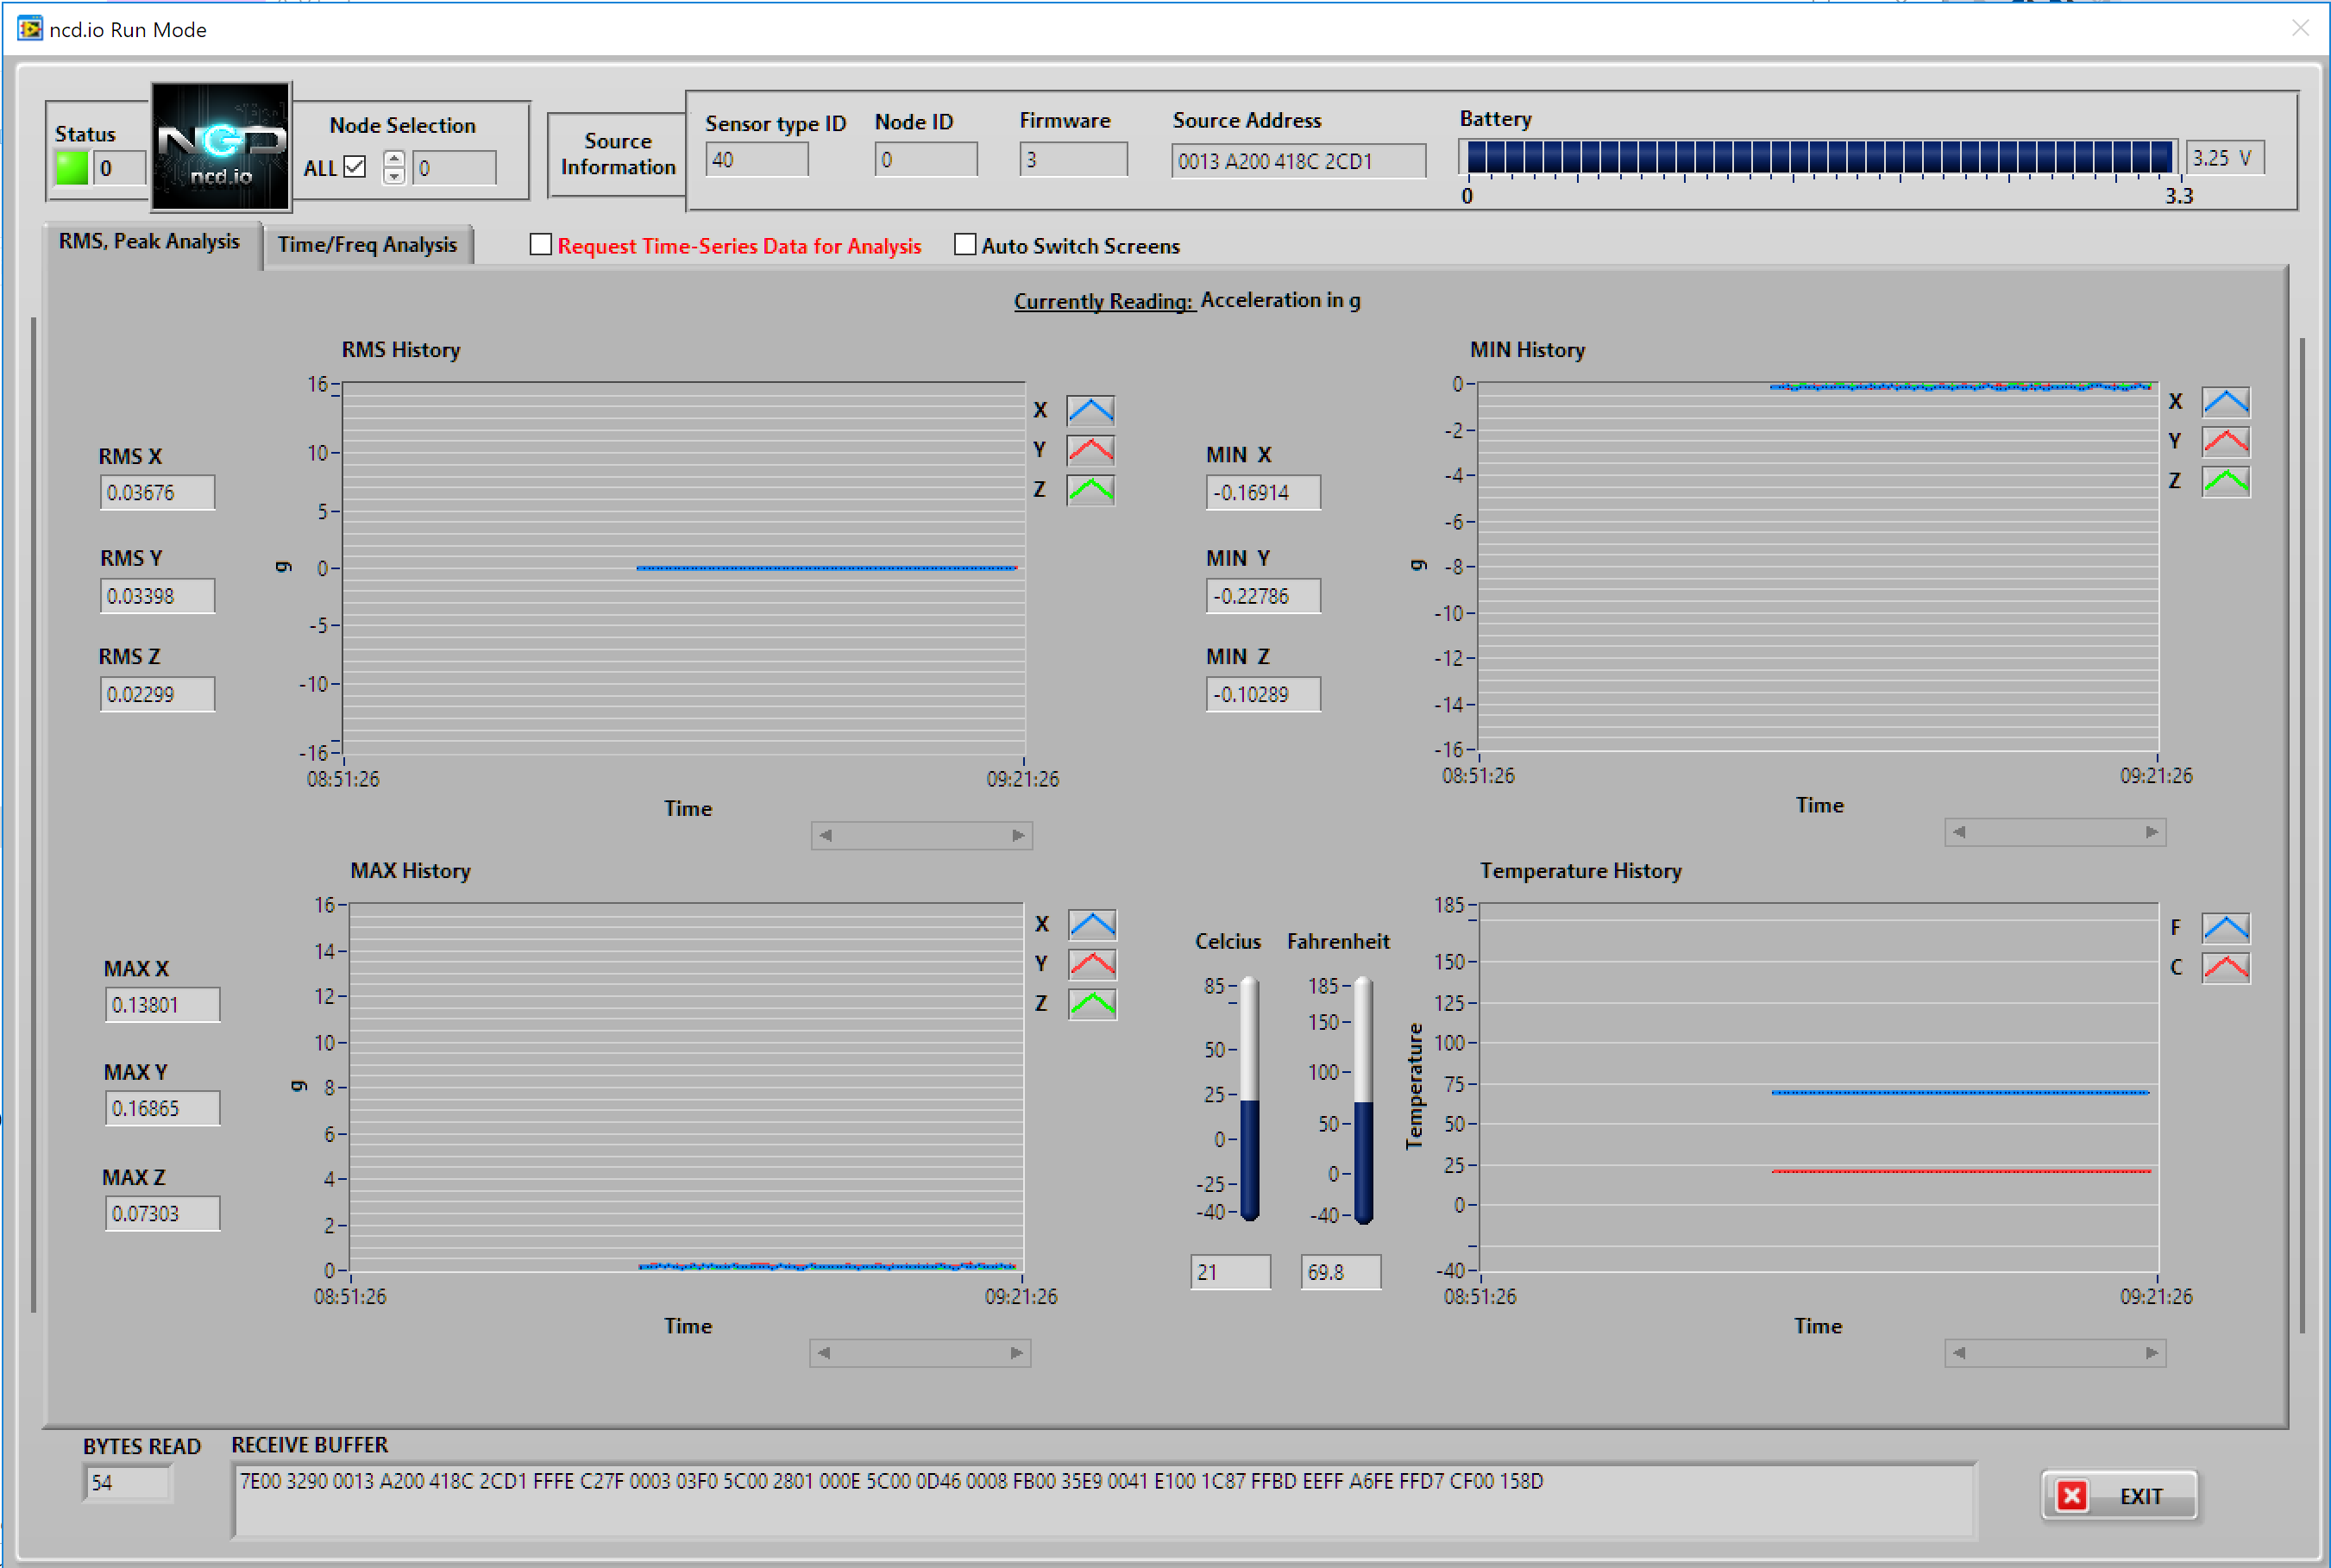 ncd.io Run Mode
Status
0
NCD
ncd.io
Node Selection
ALL
0
Source
Information
Sensor type ID
40
Node ID
0
Firmware
3
Source Address
0013 A200 418C 2CD1
Battery
3.25 V
0
3.3
RMS, Peak Analysis
Time/Freq Analysis
Request Time-Series Data for Analysis
Auto Switch Screens
Currently Reading: Acceleration in g
RMS History
RMS X
0.03676
RMS Y
0.03398
RMS Z
0.02299
g
16
10
5
0
-5
-10
-16
08:51:26
09:21:26
Time
X
Y
Z
MIN History
MIN X
-0.16914
MIN Y
-0.22786
MIN Z
-0.10289
g
0
-2
-4
-6
-8
-10
-12
-14
-16
08:51:26
09:21:26
Time
X
Y
Z
MAX History
MAX X
0.13801
MAX Y
0.16865
MAX Z
0.07303
g
16
14
12
10
8
6
4
2
0
08:51:26
09:21:26
Time
X
Y
Z
Celcius
85
50
25
0
-25
-40
21
Fahrenheit
185
150
100
50
0
-40
69.8
Temperature History
Temperature
185
150
125
100
75
50
25
0
-40
08:51:26
09:21:26
Time
F
C
BYTES READ
54
RECEIVE BUFFER
7E00 3290 0013 A200 418C 2CD1 FFFE C27F 0003 03F0 5C00 2801 000E 5C00 0D46 0008 FB00 35E9 0041 E100 1C87 FFBD EEFF A6FE FFD7 CF00 158D
EXIT